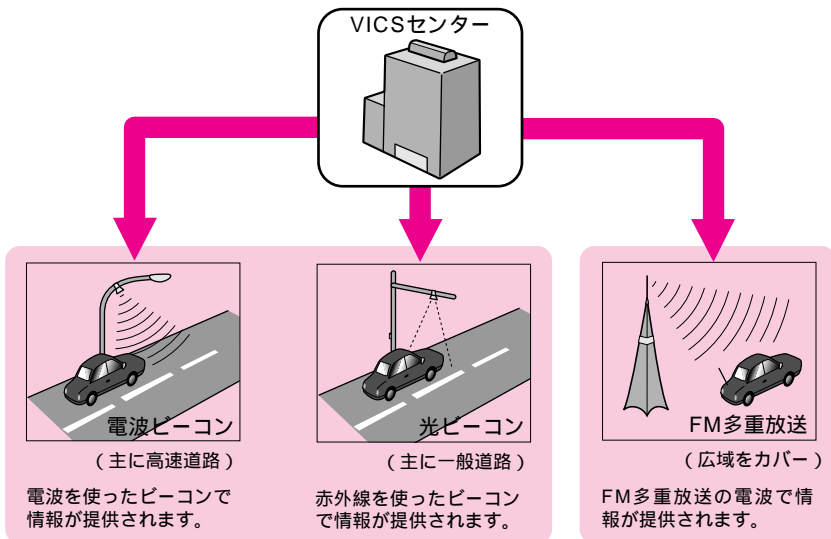 VICSセンター
電波ビーコン
(主に高速道路)
電波を使ったビーコンで
情報が提供されます。
光ビーコン
(主に一般道路)
赤外線を使ったビーコン
で情報が提供されます。
FM多重放送
(広域をカバー)
FM多重放送の電波で情
報が提供されます。